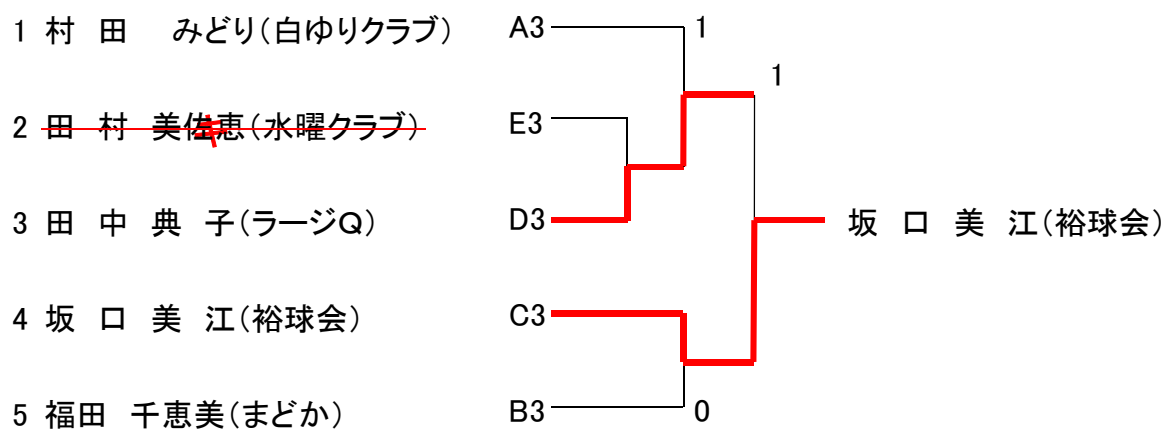 1 村 田 みどり(白ゆりクラブ) A3 1
1
2 田 村 美佐恵(水曜クラブ) E3
キ
3 田 中 典 子(ラージQ) D3 坂 口 美 江(裕球会)
4 坂 口 美 江(裕球会) C3
5 福田 千恵美(まどか) B3 0